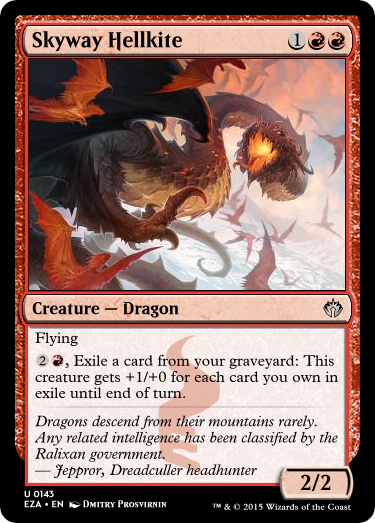 Skyway Hellkite 1
Creature — Dragon
Flying
2 , Exile a card from your graveyard: This
creature gets +1/+0 for each card you own in
exile until end of turn.
Dragons descend from their mountains rarely.
Any related intelligence has been classified by the
Ralixan government.
— Jeppror, Dreadculler headhunter
2/2
U 0143
EZA • EN Dmitry Prosvirnin
™ & © 2015 Wizards of the Coast